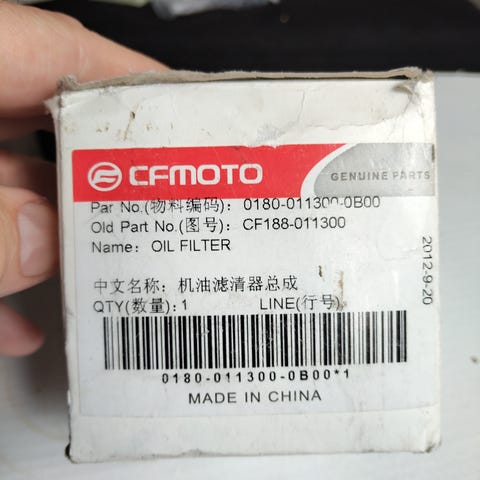 CFMOTO
GENUINE PARTS
Par No.(物料编码): 0180-011300-0B00
Old Part No.(图号): CF188-011300
Name: OIL FILTER
中文名称: 机油滤清器总成
QTY(数量):1 LINE(行号)
2012-9-20
0180-011300-0B00*1
MADE IN CHINA